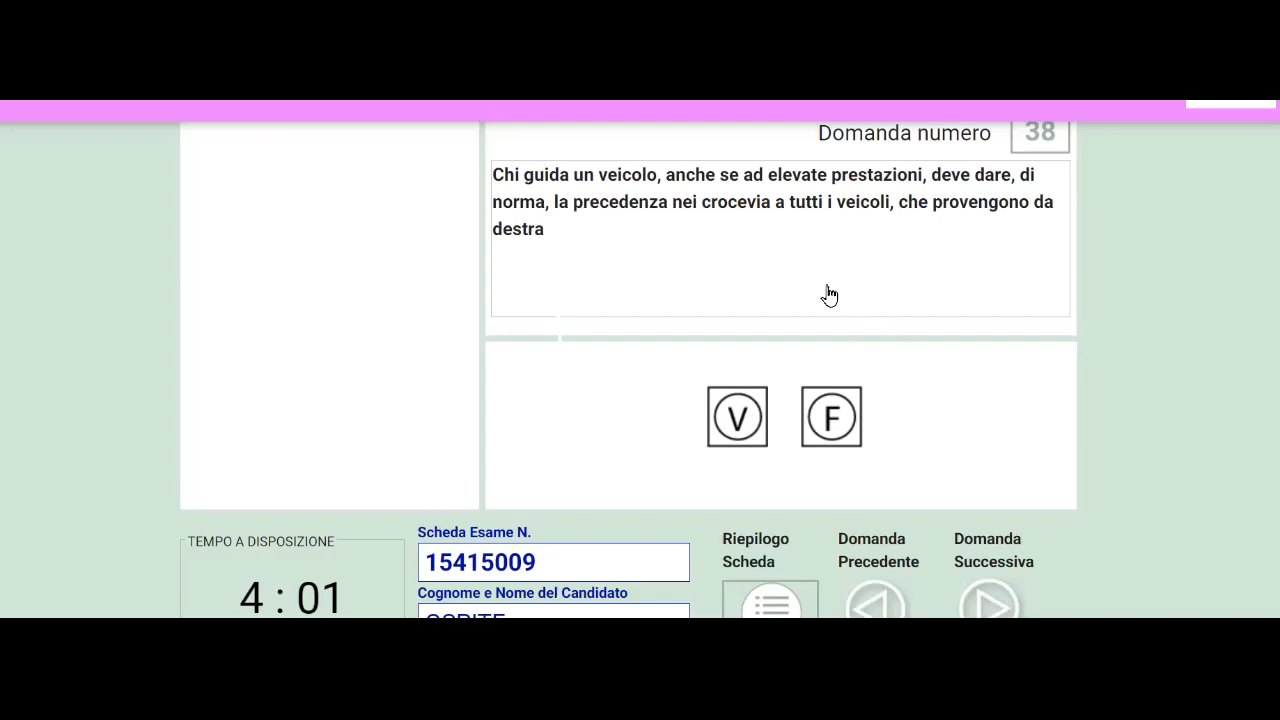 Domanda numero 38
Chi guida un veicolo, anche se ad elevate prestazioni, deve dare, di
norma, la precedenza nei crocevia a tutti i veicoli, che provengono da
destra
V F
TEMPO A DISPOSIZIONE
4 : 01
Scheda Esame N.
15415009
Cognome e Nome del Candidato
Riepilogo
Scheda
Domanda
Precedente
Domanda
Successiva